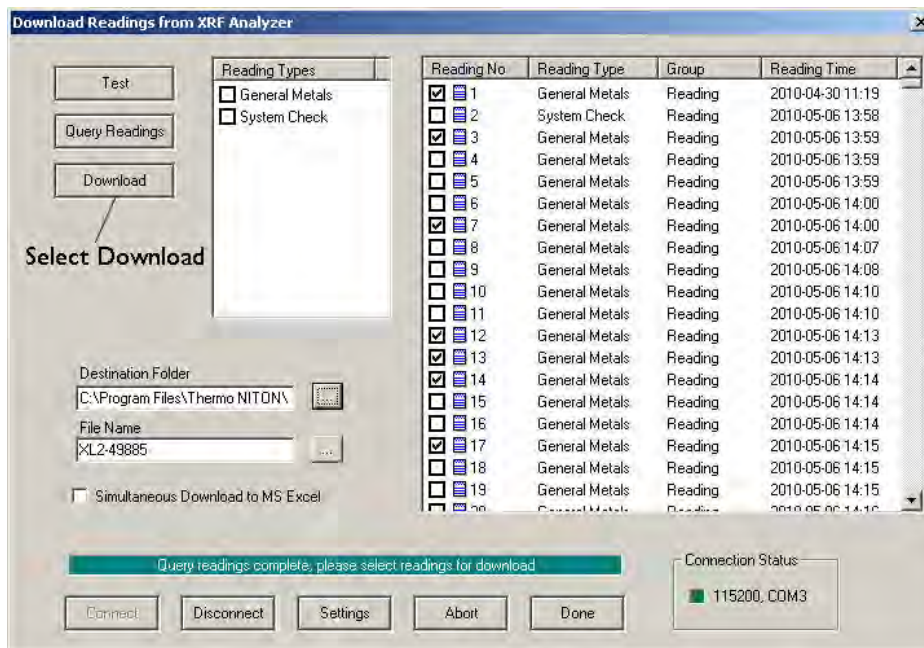 Download Readings from XRF Analyzer
Test
Query Readings
Download
Select Download
Reading Types
General Metals
System Check
Destination Folder
C:\Program Files\Thermo NITON\
...
File Name
XL2-49885
...
Simultaneous Download to MS Excel
Reading No Reading Type Group Reading Time
1 General Metals Reading 2010-04-30 11:19
2 System Check Reading 2010-05-06 13:58
3 General Metals Reading 2010-05-06 13:59
4 General Metals Reading 2010-05-06 13:59
5 General Metals Reading 2010-05-06 13:59
6 General Metals Reading 2010-05-06 14:00
7 General Metals Reading 2010-05-06 14:00
8 General Metals Reading 2010-05-06 14:07
9 General Metals Reading 2010-05-06 14:08
10 General Metals Reading 2010-05-06 14:10
11 General Metals Reading 2010-05-06 14:10
12 General Metals Reading 2010-05-06 14:13
13 General Metals Reading 2010-05-06 14:13
14 General Metals Reading 2010-05-06 14:14
15 General Metals Reading 2010-05-06 14:14
16 General Metals Reading 2010-05-06 14:14
17 General Metals Reading 2010-05-06 14:15
18 General Metals Reading 2010-05-06 14:15
19 General Metals Reading 2010-05-06 14:15
Query readings complete, please select readings for download
Connect Disconnect Settings Abort Done
Connection Status
115200, COM3